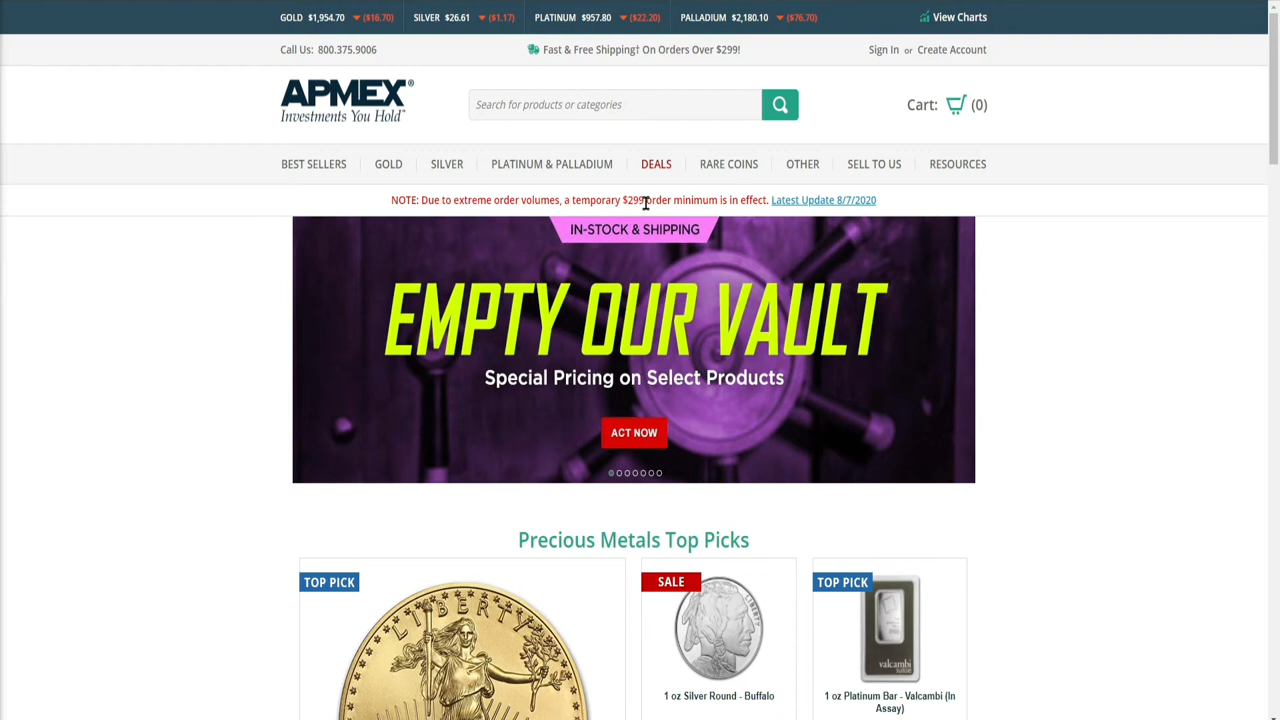 GOLD $1,954.70 ▼ ($16.70) SILVER $26.61 ▼ ($1.17) PLATINUM $957.80 ▼ ($22.20) PALLADIUM $2,180.10 ▼ ($76.70) View Charts
Call Us: 800.375.9006 Fast & Free Shipping† On Orders Over $299! Sign In or Create Account
APMEX®
Investments You Hold™
Search for products or categories
Cart: (0)
BEST SELLERS GOLD SILVER PLATINUM & PALLADIUM DEALS RARE COINS OTHER SELL TO US RESOURCES
NOTE: Due to extreme order volumes, a temporary $299 order minimum is in effect. Latest Update 8/7/2020
IN-STOCK & SHIPPING
EMPTY OUR VAULT
Special Pricing on Select Products
ACT NOW
Precious Metals Top Picks
TOP PICK SALE TOP PICK
LIBERTY
LIBERTY
valcambi
suisse
1 oz Silver Round - Buffalo
1 oz Platinum Bar - Valcambi (In
Assay)